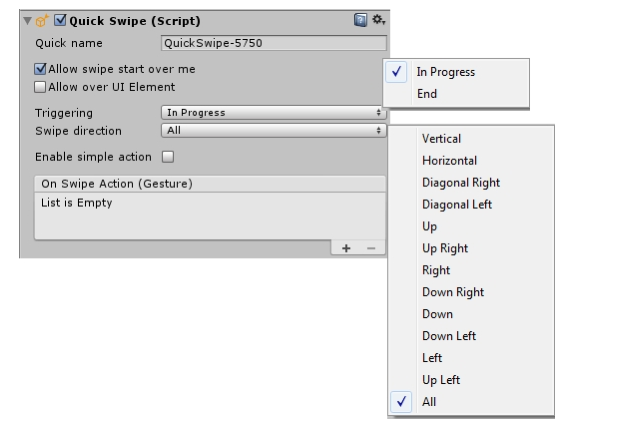 Quick Swipe (Script)
Quick name QuickSwipe-5750
Allow swipe start over me
Allow over UI Element
Triggering In Progress
Swipe direction All
Enable simple action
On Swipe Action (Gesture)
List is Empty
+ −
In Progress
End
Vertical
Horizontal
Diagonal Right
Diagonal Left
Up
Up Right
Right
Down Right
Down
Down Left
Left
Up Left
All